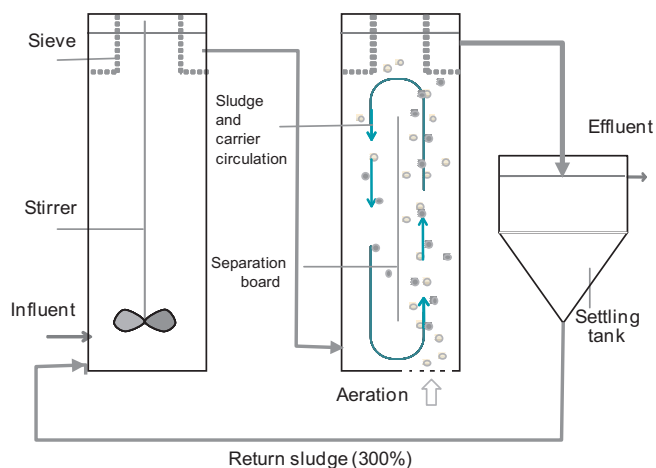 Sieve
Sludge
and
carrier
circulation
Effluent
Stirrer
Separation
board
Influent
Settling
tank
Aeration
Return sludge (300%)